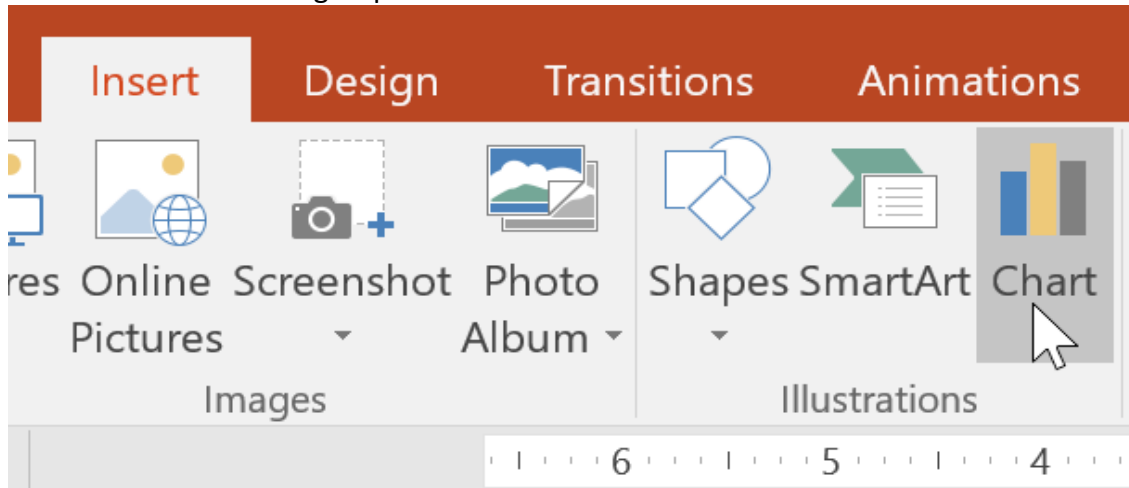 Insert Design Transitions Animations
Online Screenshot Photo Shapes SmartArt Chart
Pictures Album
Images Illustrations
6 5 4